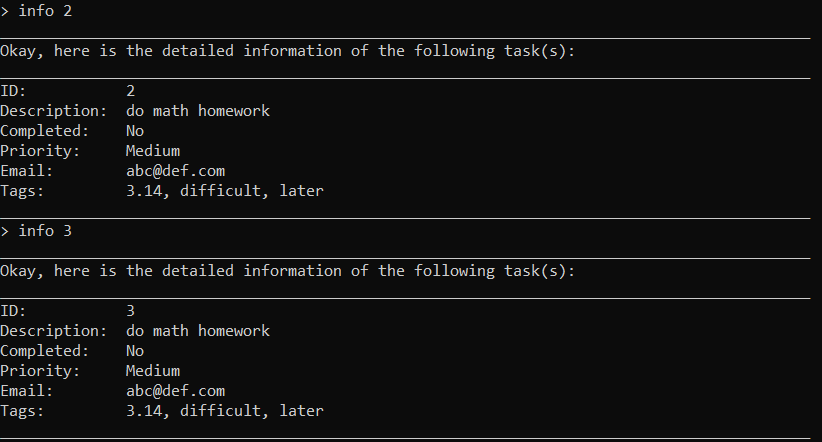 > info 2
Okay, here is the detailed information of the following task(s):
ID: 2
Description: do math homework
Completed: No
Priority: Medium
Email: abc@def.com
Tags: 3.14, difficult, later
> info 3
Okay, here is the detailed information of the following task(s):
ID: 3
Description: do math homework
Completed: No
Priority: Medium
Email: abc@def.com
Tags: 3.14, difficult, later